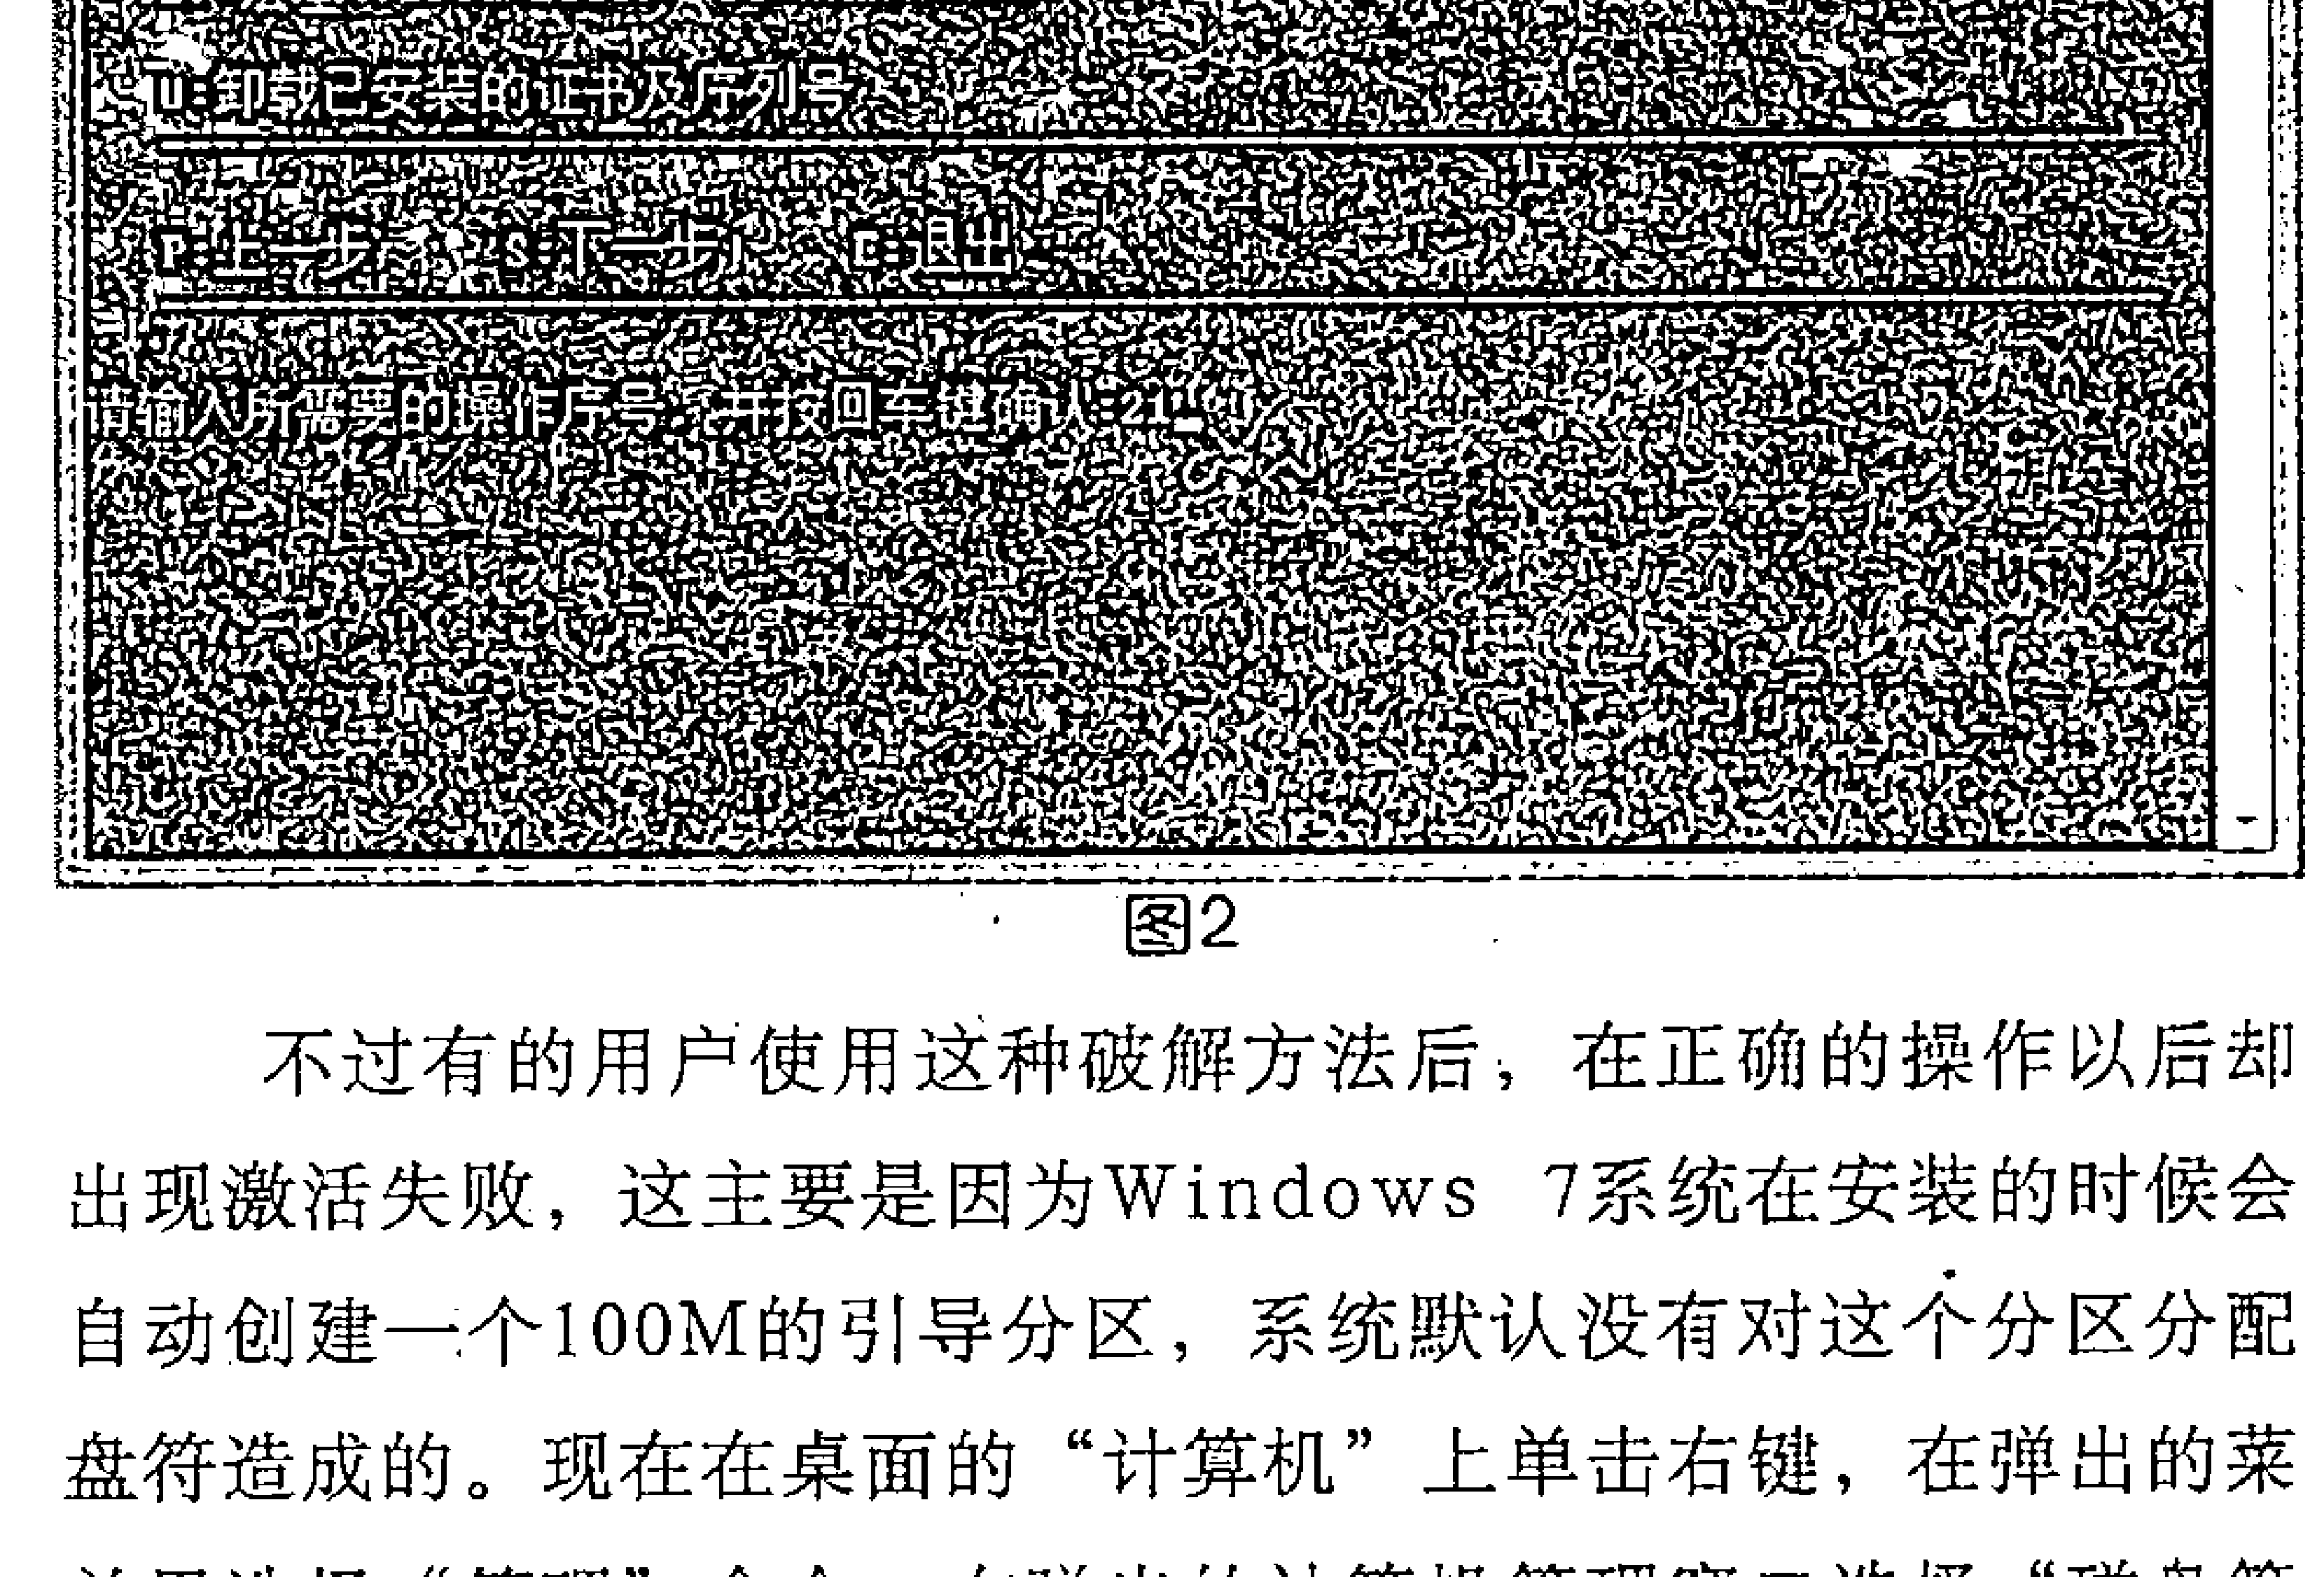 U:卸载已安装的证书及序列号
P:上一步 S:下一步 E:退出
请输入所需要的操作序号，并按回车键确认:21_
图2
不过有的用户使用这种破解方法后，在正确的操作以后却
出现激活失败，这主要是因为Windows 7系统在安装的时候会
自动创建一个100M的引导分区，系统默认没有对这个分区分配
盘符造成的。现在在桌面的“计算机”上单击右键，在弹出的菜